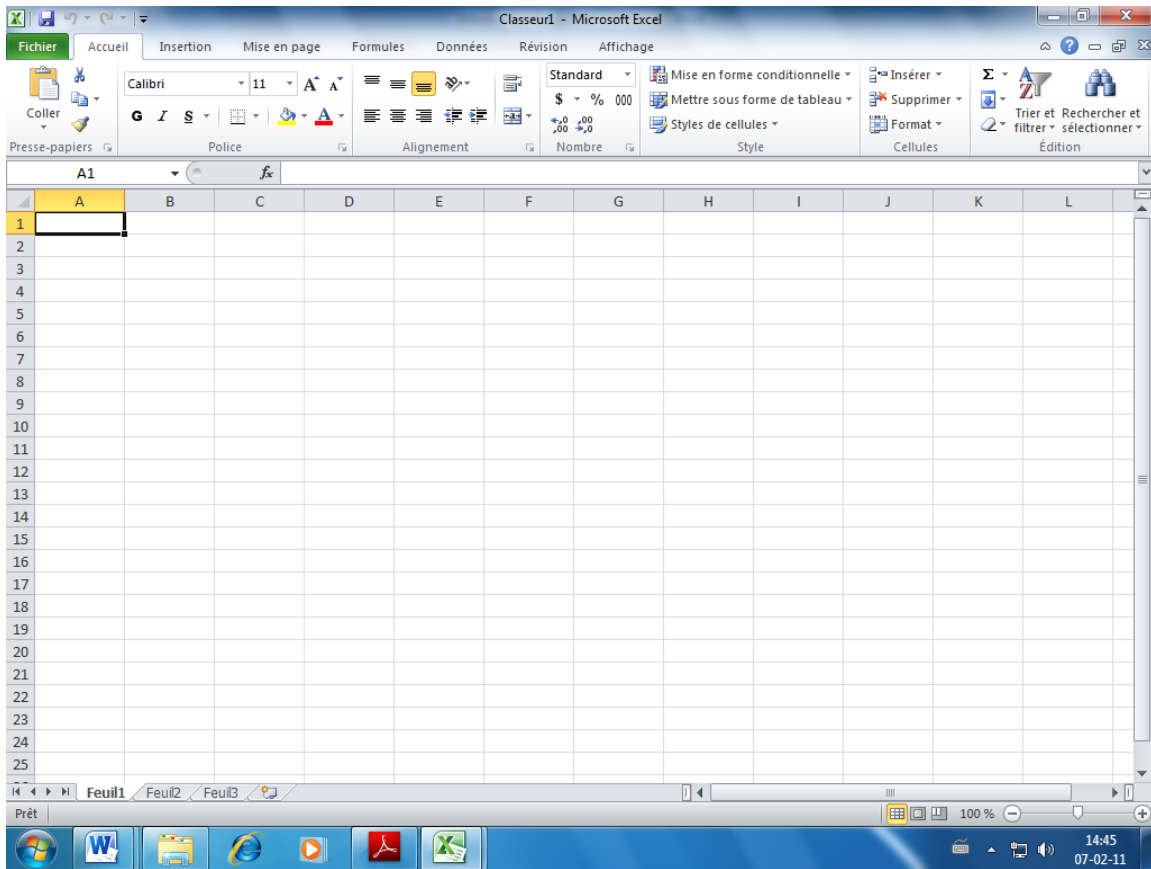 Classeur1 - Microsoft Excel
Fichier Accueil Insertion Mise en page Formules Données Révision Affichage
Coller
Calibri 11
G I S
Standard
$ % 000
Mise en forme conditionnelle
Mettre sous forme de tableau
Styles de cellules
Insérer
Supprimer
Format
Σ
Trier et filtrer
Rechercher et sélectionner
Presse-papiers Police Alignement Nombre Style Cellules Édition
A1 fx
A B C D E F G H I J K L
1
2
3
4
5
6
7
8
9
10
11
12
13
14
15
16
17
18
19
20
21
22
23
24
25
Feuil1 Feuil2 Feuil3
Prêt 100 %
14:45
07-02-11